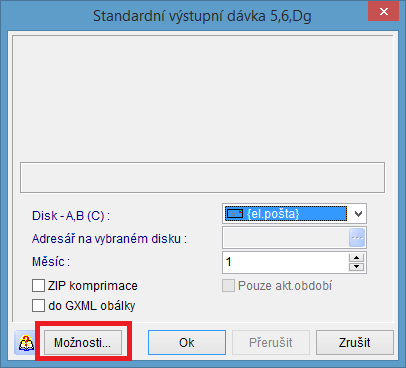 Standardní výstupní dávka 5,6,Dg
Disk - A,B (C) :
{el.pošta}
Adresář na vybraném disku :
Měsíc :
1
ZIP komprimace
Pouze akt.období
do GXML obálky
Možnosti...
Ok
Přerušit
Zrušit